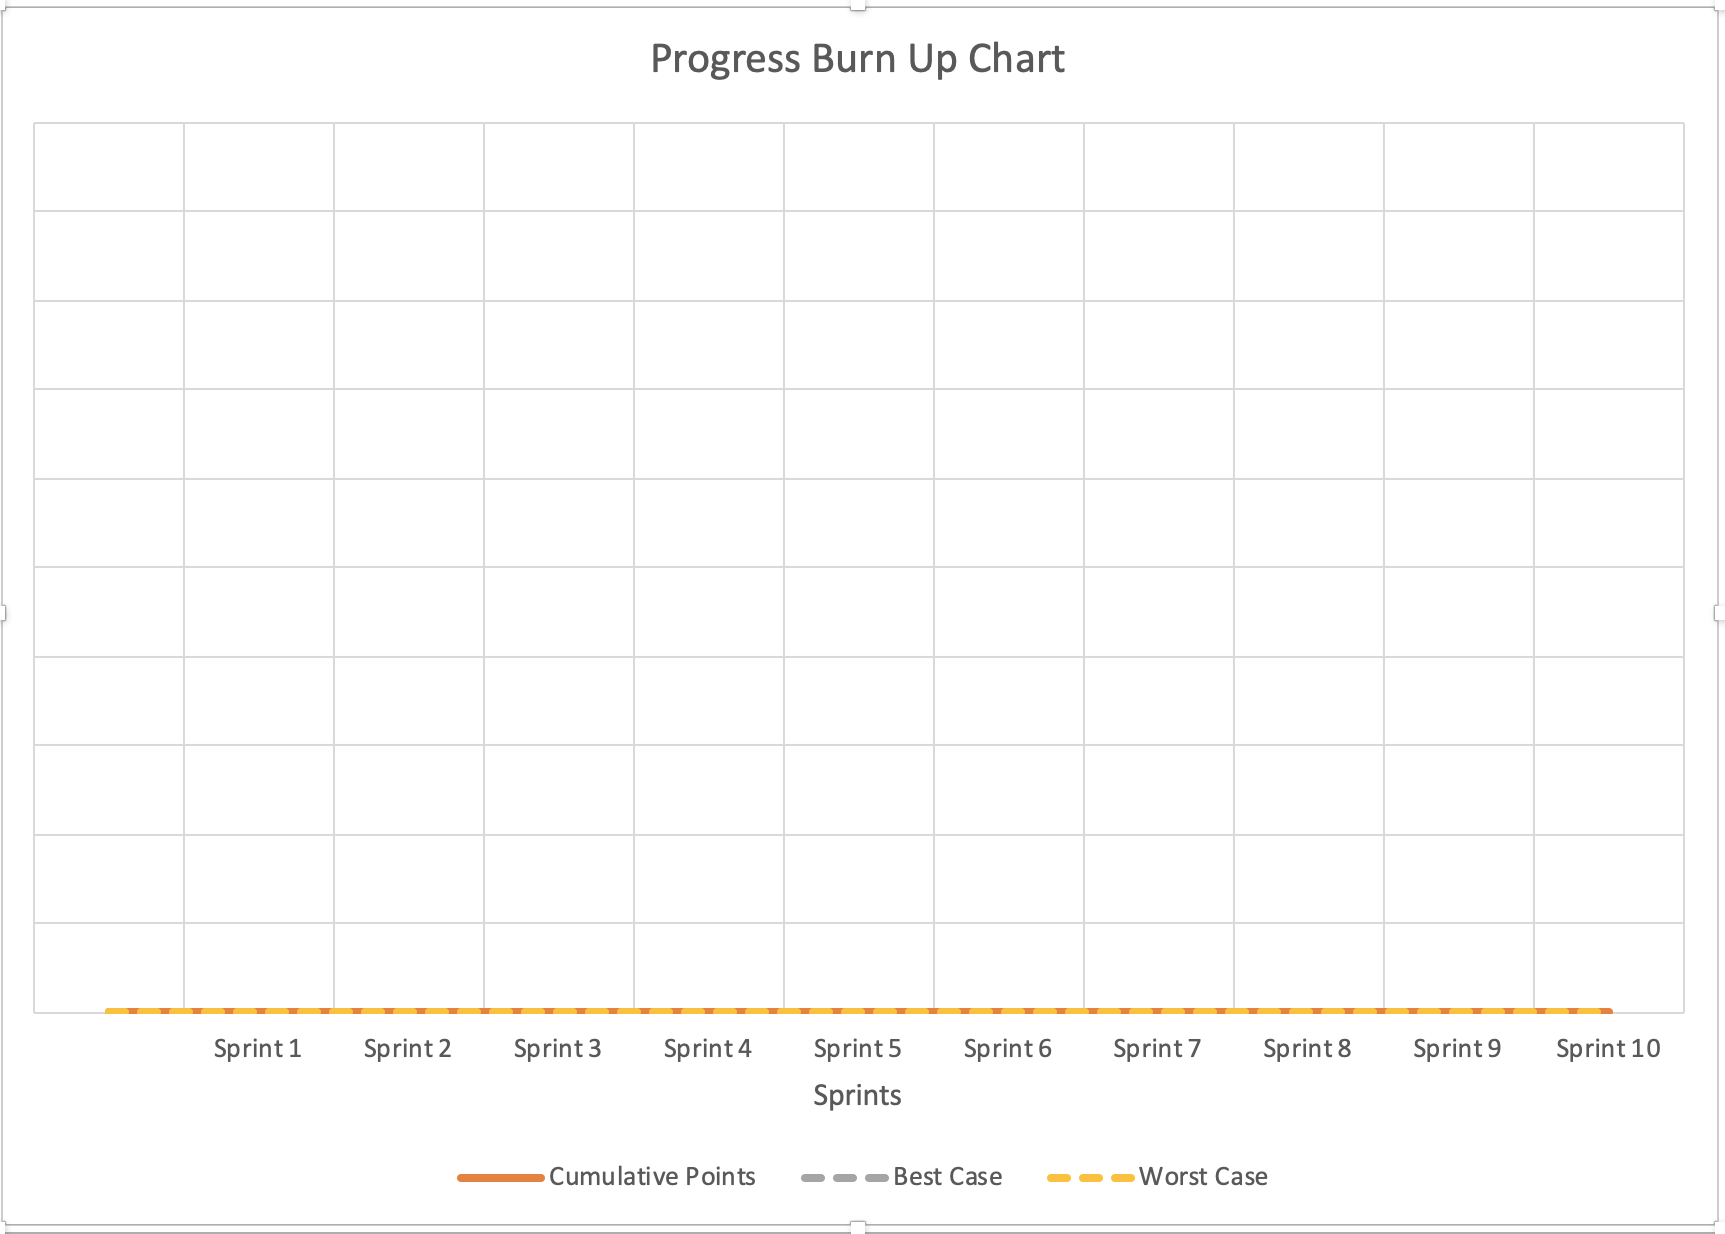 Progress Burn Up Chart
Sprint 1 Sprint 2 Sprint 3 Sprint 4 Sprint 5 Sprint 6 Sprint 7 Sprint 8 Sprint 9 Sprint 10
Sprints
Cumulative Points Best Case Worst Case